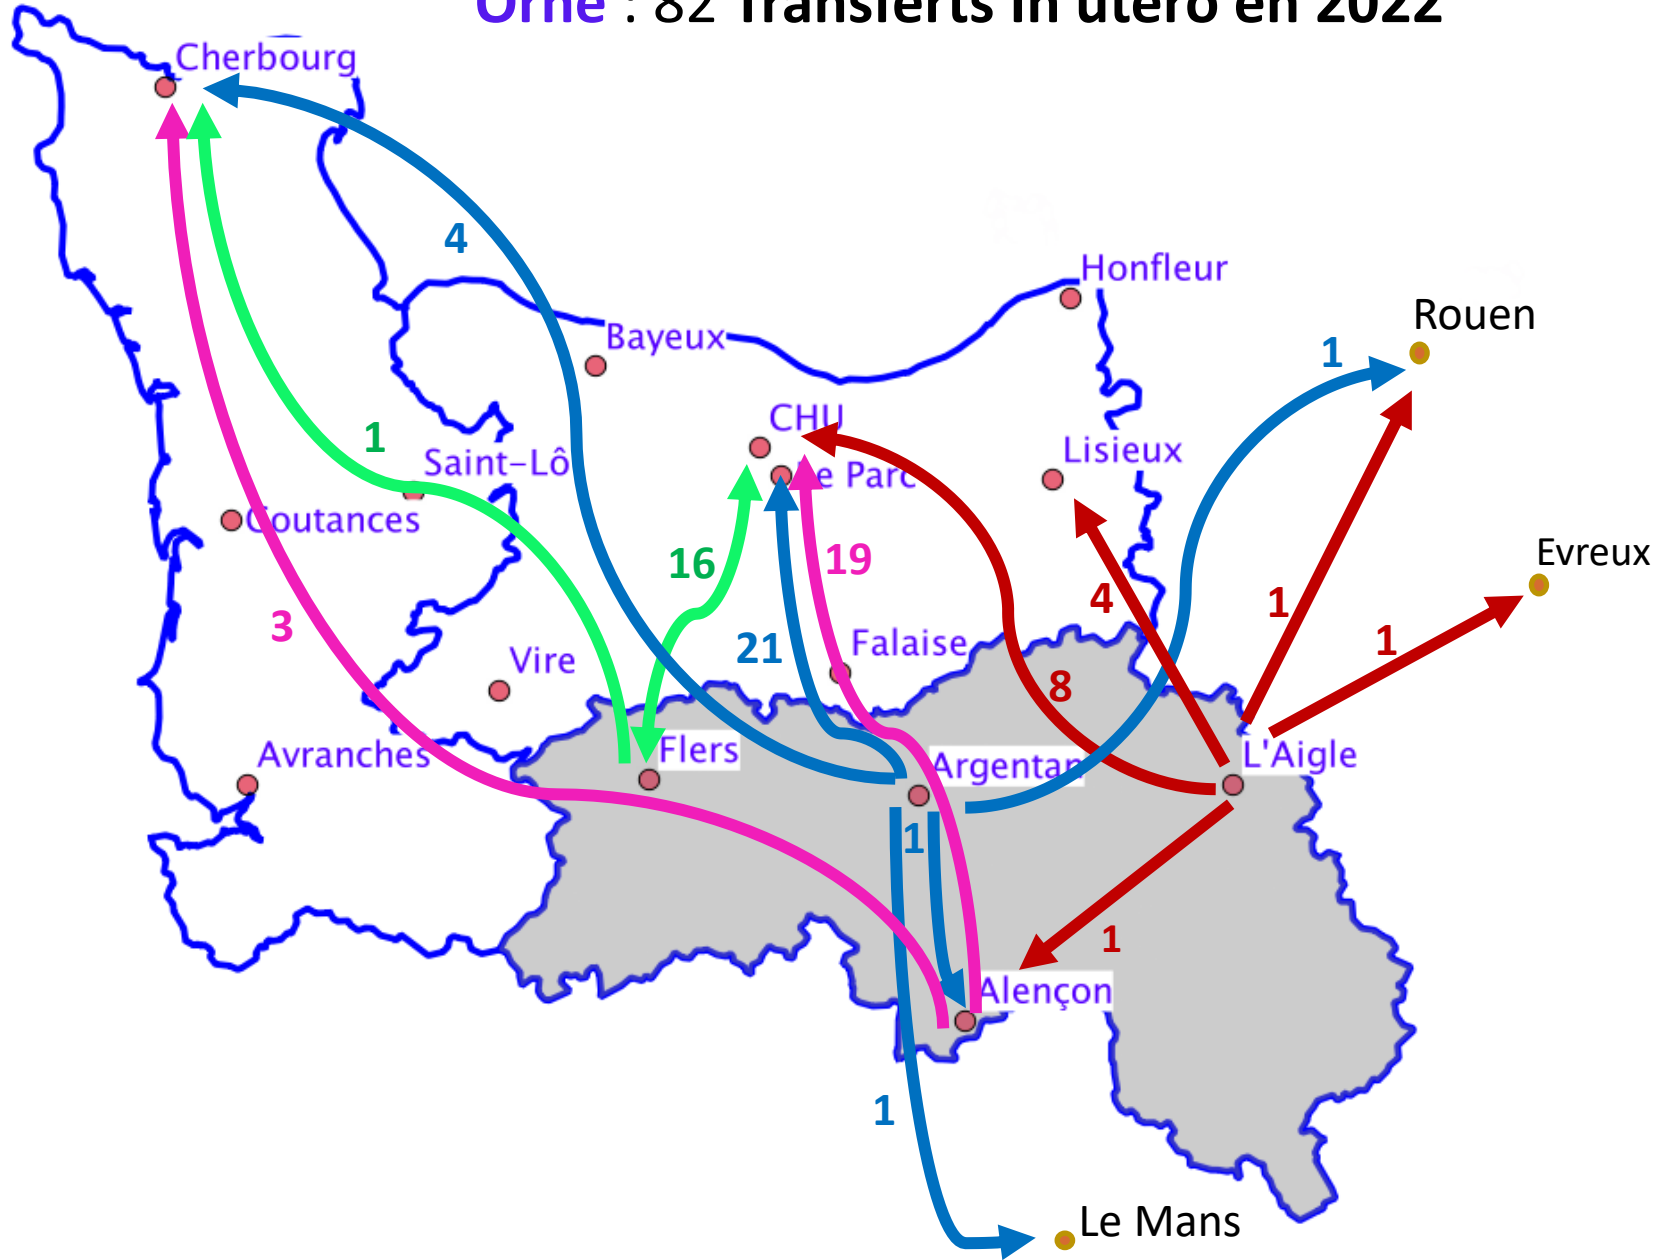 Orne : 82 Transferts in utero en 2022
Cherbourg
4
Honfleur
Rouen
Bayeux
1
CHU
1
Saint-Lô
Lisieux
Le Parc
Coutances
16
19
Evreux
4
1
3
21
Falaise
1
Vire
8
Avranches
Flers
Argentan
L'Aigle
1
1
Alençon
1
Le Mans